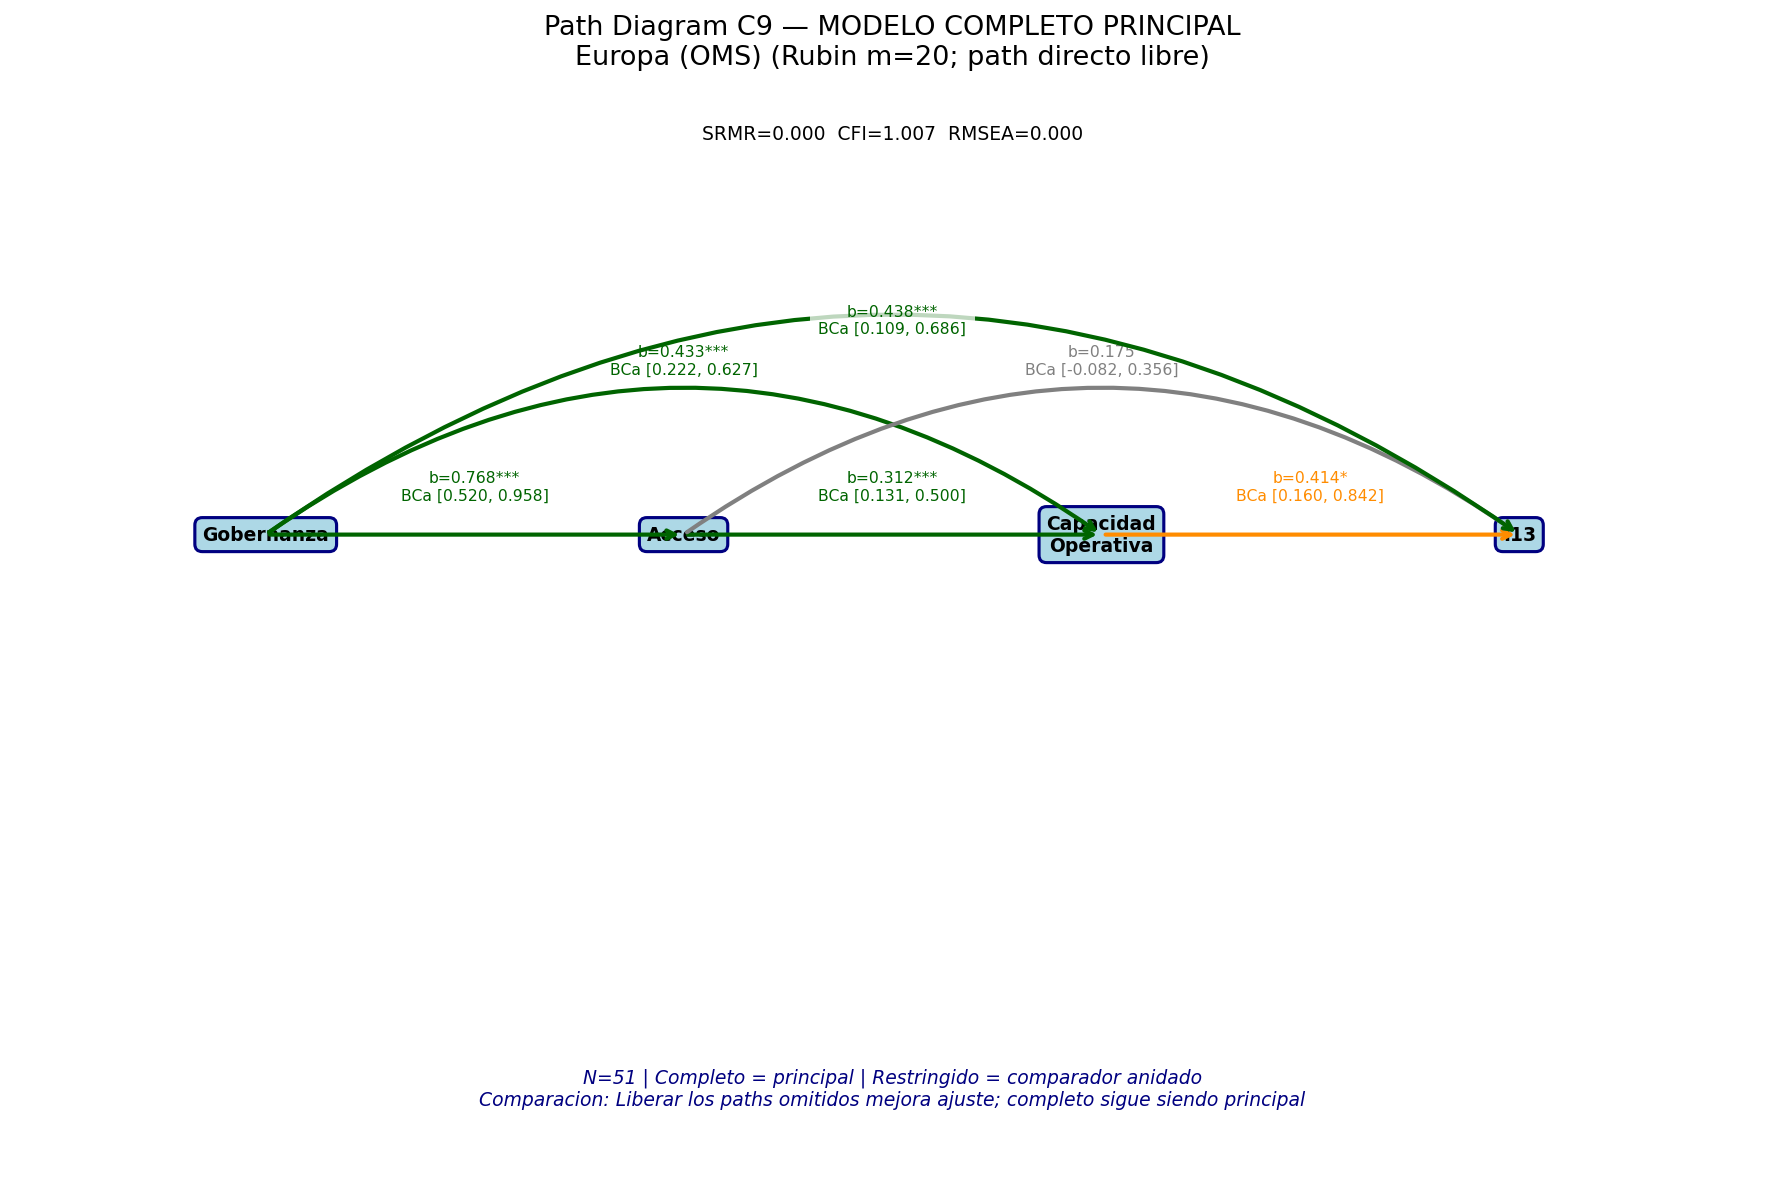 Path Diagram C9 — MODELO COMPLETO PRINCIPAL
Europa (OMS) (Rubin m=20; path directo libre)
SRMR=0.000  CFI=1.007  RMSEA=0.000
b=0.438***
BCa [0.109, 0.686]
b=0.433***
BCa [0.222, 0.627]
b=0.175
BCa [-0.082, 0.356]
b=0.768***
BCa [0.520, 0.958]
b=0.312***
BCa [0.131, 0.500]
b=0.414*
BCa [0.160, 0.842]
Gobernanza
Acceso
Capacidad
Operativa
N=51 | Completo = principal | Restringido = comparador anidado
Comparacion: Liberar los paths omitidos mejora ajuste; completo sigue siendo principal